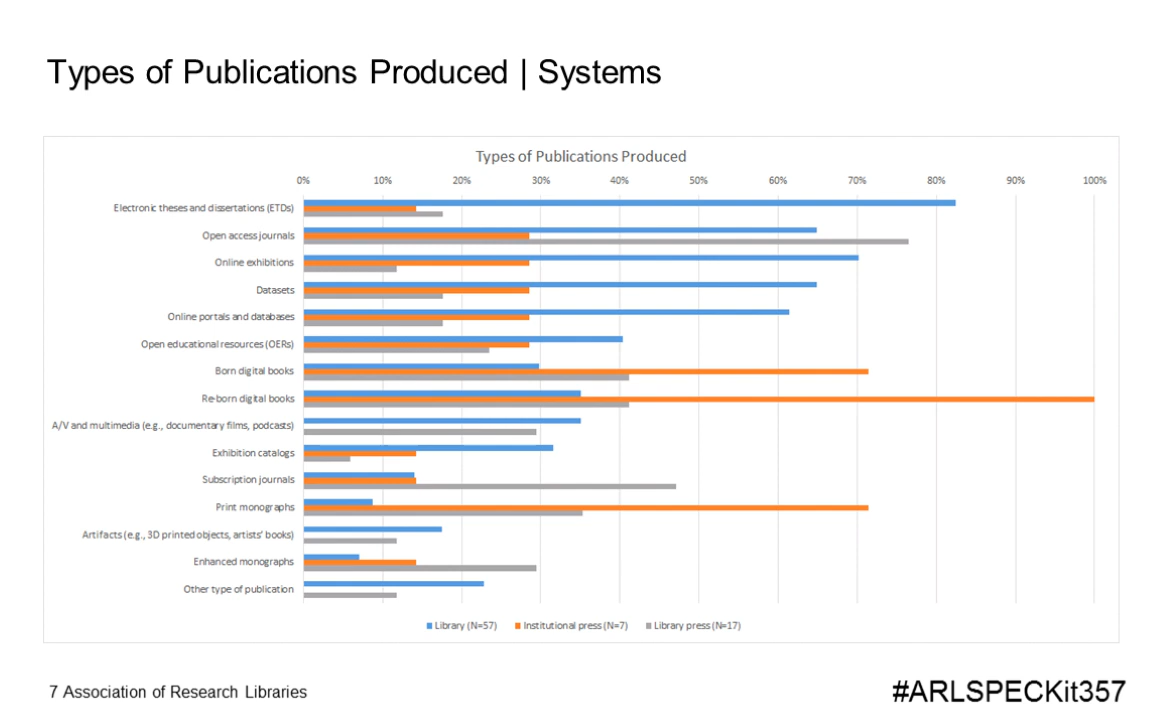 Types of Publications Produced | Systems
Types of Publications Produced
0% 10% 20% 30% 40% 50% 60% 70% 80% 90% 100%
Electronic theses and dissertations (ETDs)
Open access journals
Online exhibitions
Datasets
Online portals and databases
Open educational resources (OERs)
Born digital books
Re-born digital books
A/V and multimedia (e.g., documentary films, podcasts)
Exhibition catalogs
Subscription journals
Print monographs
Artifacts (e.g., 3D printed objects, artists' books)
Enhanced monographs
Other type of publication
Library (N=57) Institutional press (N=7) Library press (N=17)
7 Association of Research Libraries
#ARLSPECKit357